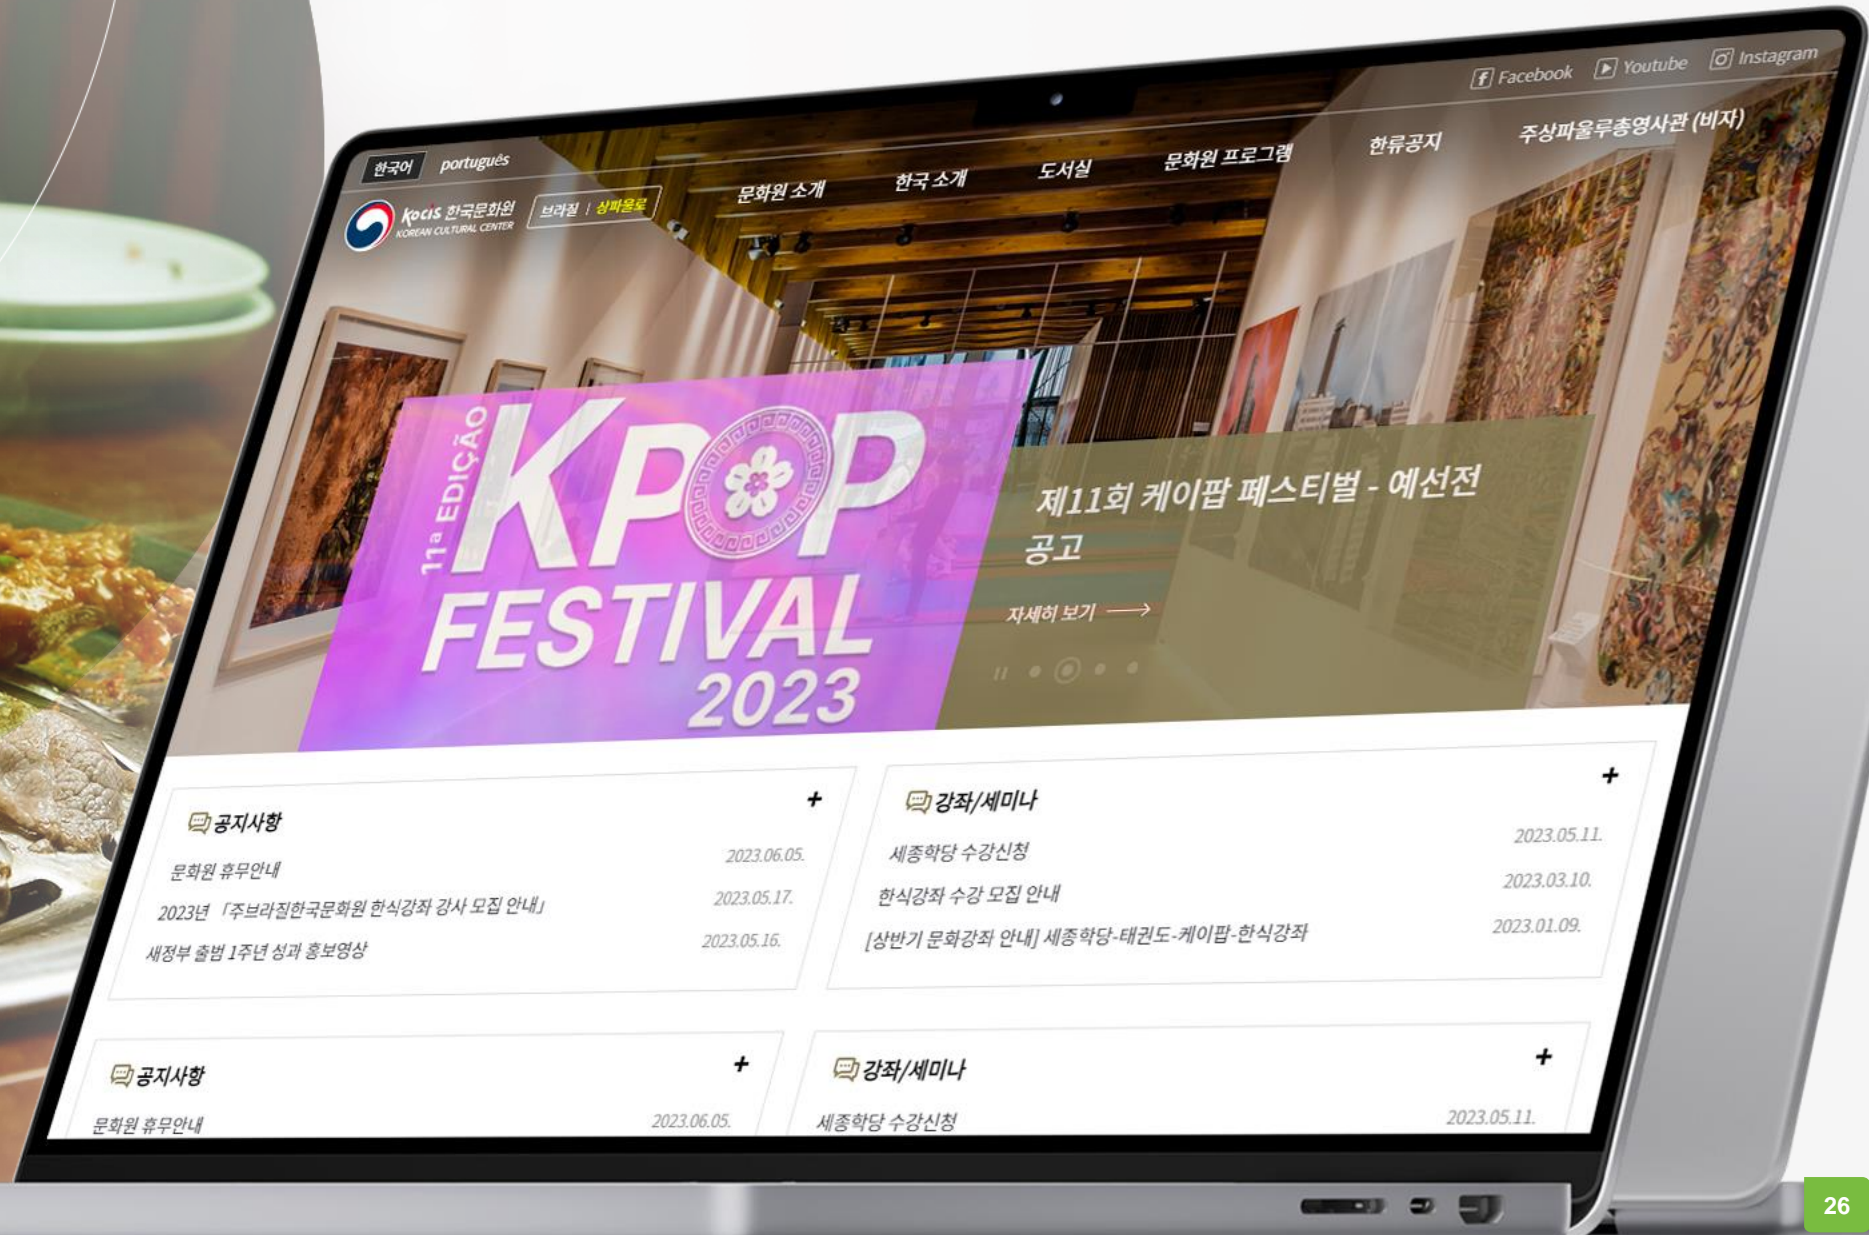 Facebook
Youtube
Instagram
한국어 português
Kocis 한국문화원
KOREAN CULTURAL CENTER
브라질 | 상파울로
문화원 소개
한국 소개
도서실
문화원 프로그램
한류공지
주상파울루총영사관 (비자)
11ª EDIÇÃO
KPOP
FESTIVAL
2023
제11회 케이팝 페스티벌 - 예선전
공고
자세히 보기
공지사항 +
문화원 휴무안내 2023.06.05.
2023년 「주브라질한국문화원 한식강좌 강사 모집 안내」 2023.05.17.
새정부 출범 1주년 성과 홍보영상 2023.05.16.
강좌/세미나 +
세종학당 수강신청 2023.05.11.
한식강좌 수강 모집 안내 2023.03.10.
[상반기 문화강좌 안내] 세종학당-태권도-케이팝-한식강좌 2023.01.09.
공지사항 +
문화원 휴무안내 2023.06.05.
강좌/세미나 +
세종학당 수강신청 2023.05.11.
26